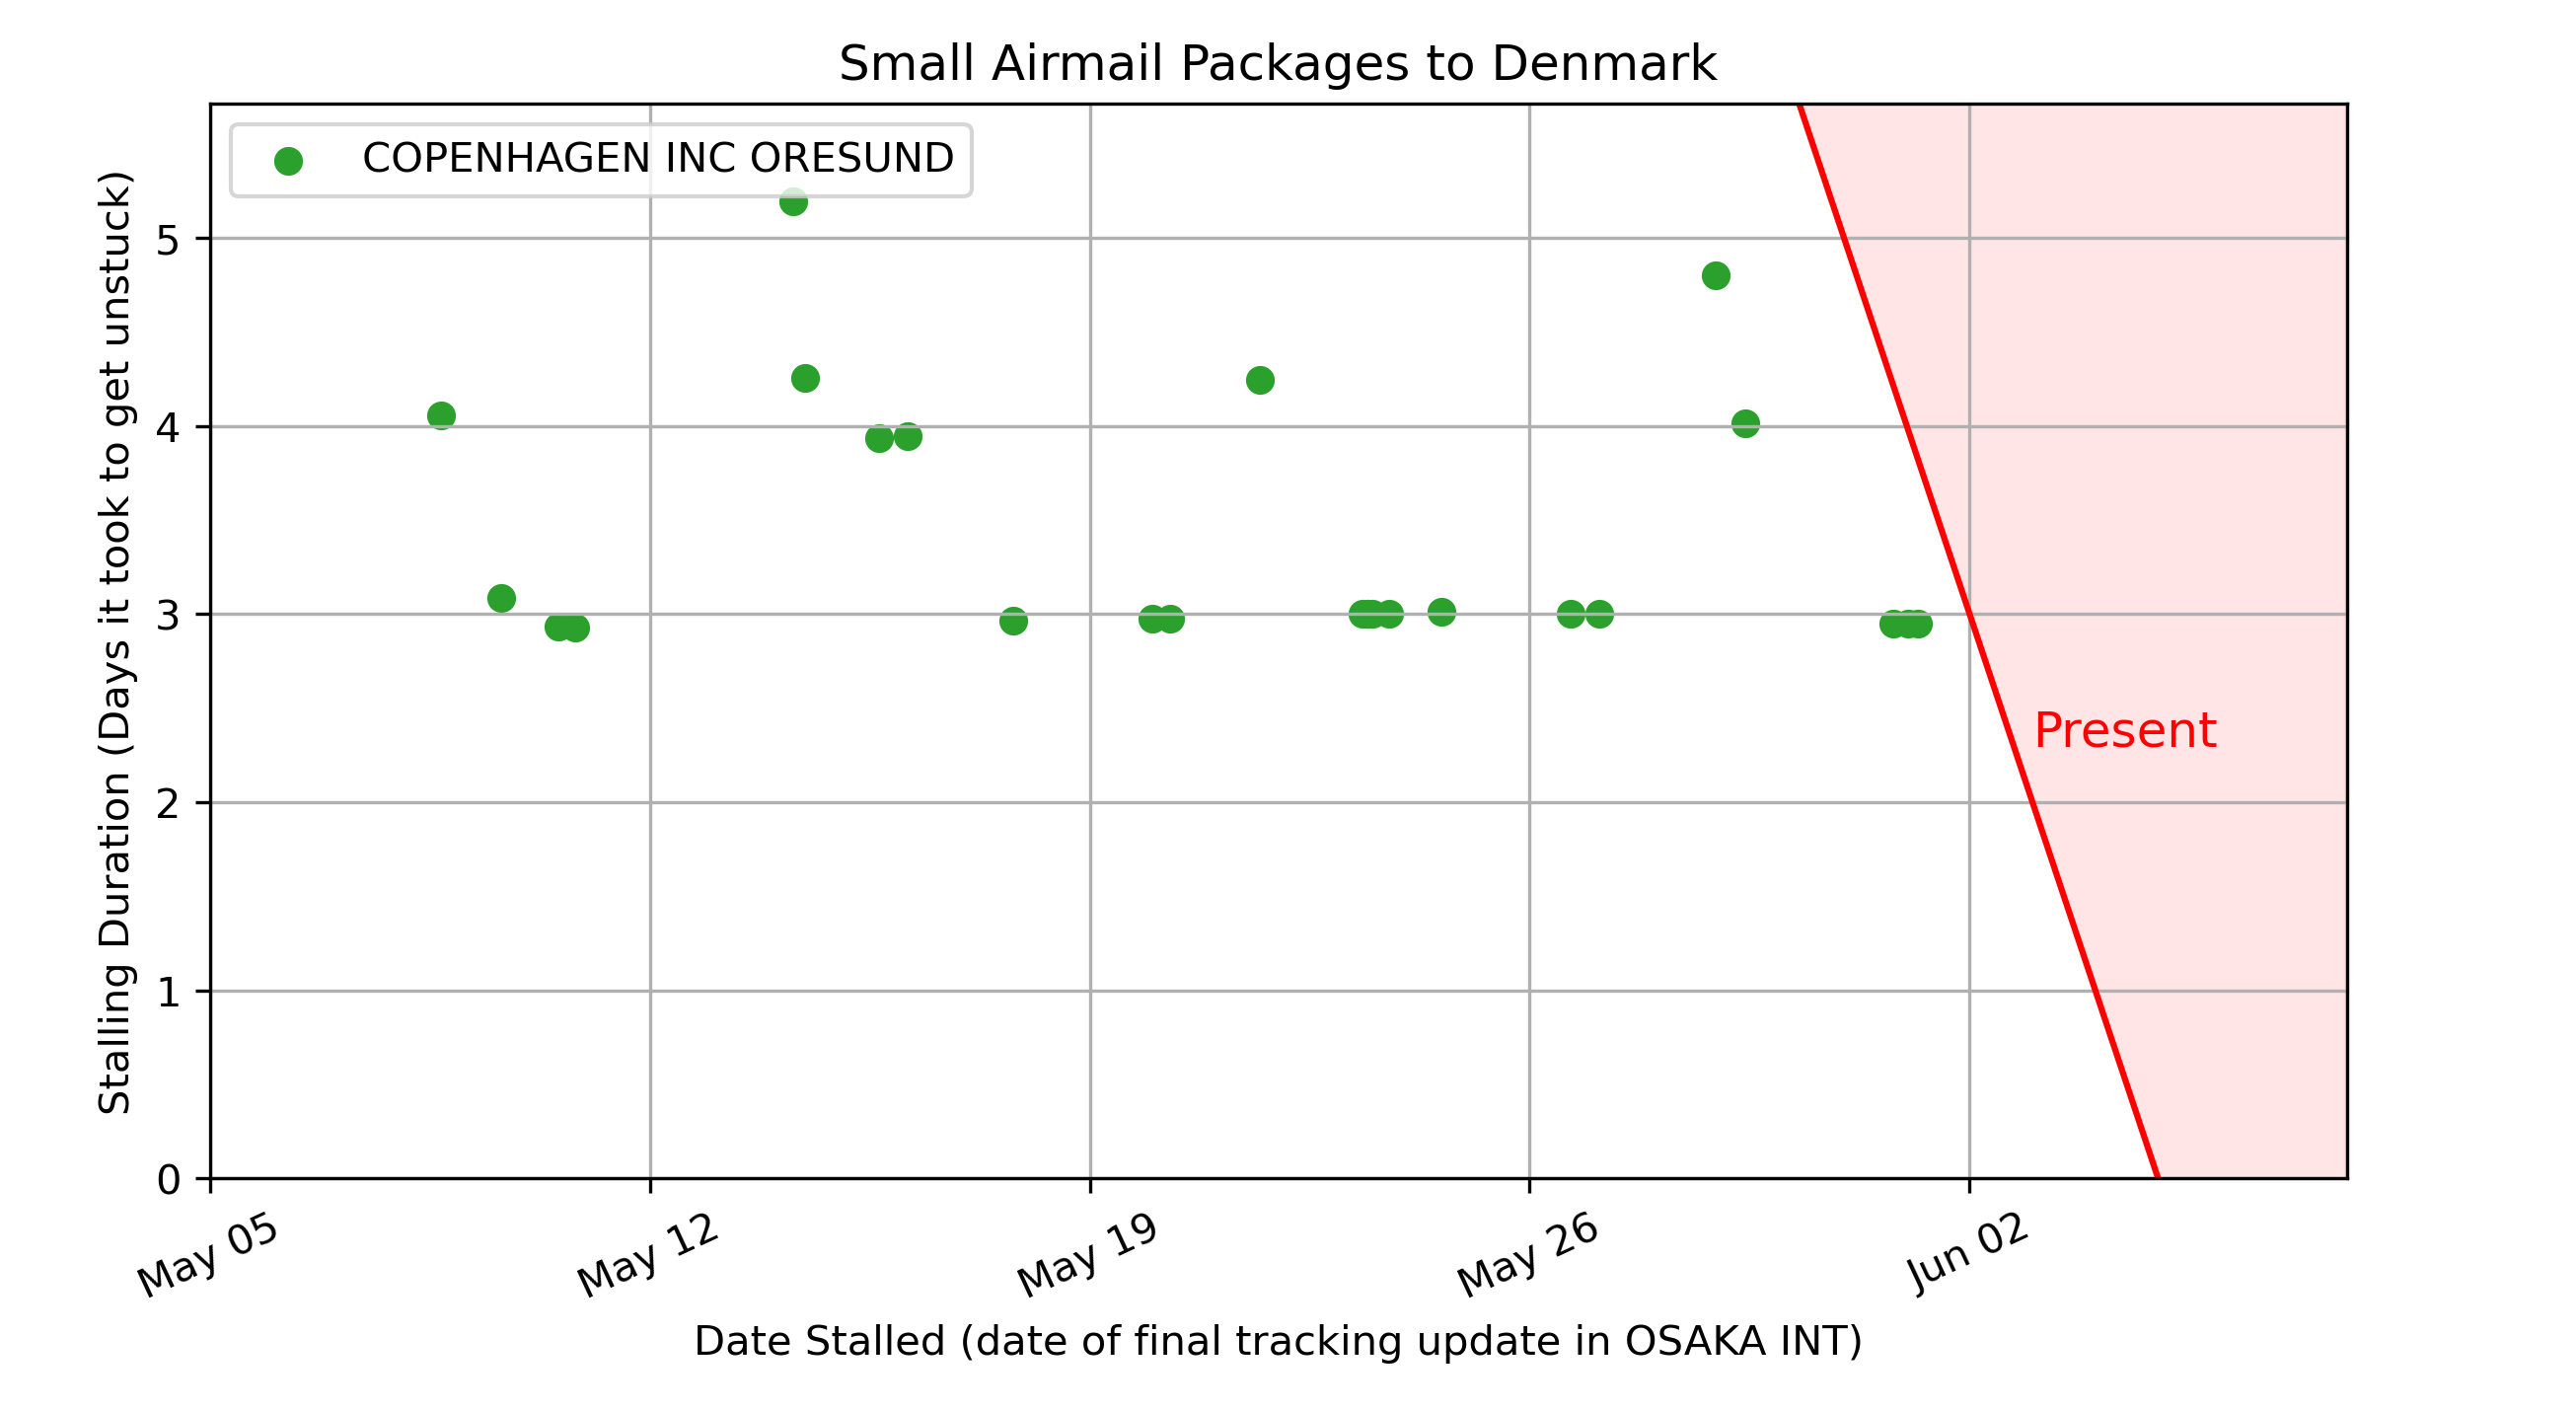 Small Airmail Packages to Denmark
COPENHAGEN INC ORESUND
Stalling Duration (Days it took to get unstuck)
5
4
3
2
1
0
Present
May 05
May 12
May 19
May 26
Jun 02
Date Stalled (date of final tracking update in OSAKA INT)